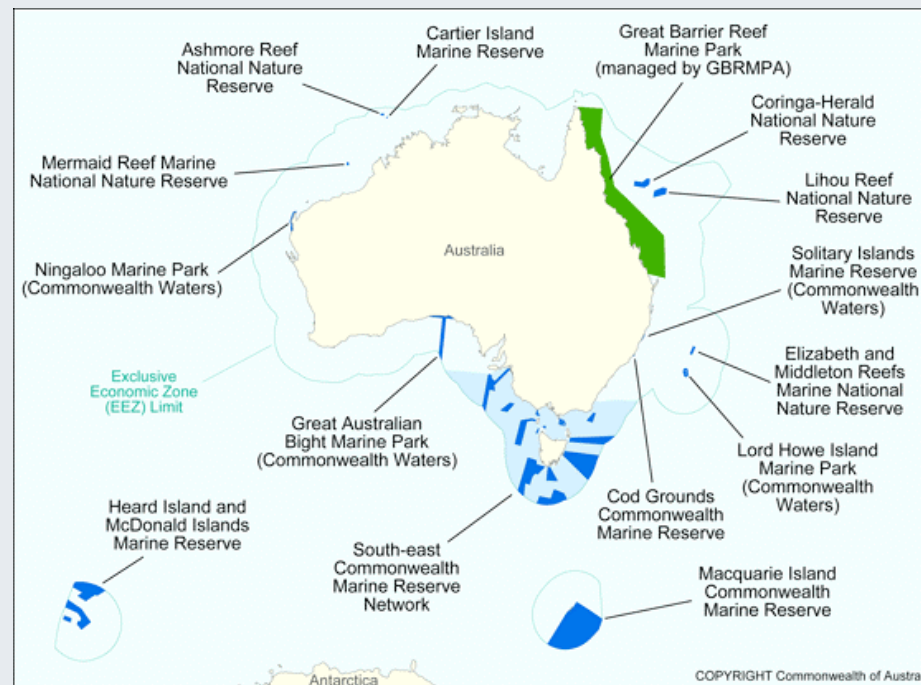 Ashmore Reef
National Nature
Reserve
Cartier Island
Marine Reserve
Great Barrier Reef
Marine Park
(managed by GBRMPA)
Coringa-Herald
National Nature
Reserve
Mermaid Reef Marine
National Nature Reserve
Lihou Reef
National Nature
Reserve
Australia
Ningaloo Marine Park
(Commonwealth Waters)
Solitary Islands
Marine Reserve
(Commonwealth
Waters)
Exclusive
Economic Zone
(EEZ) Limit
Elizabeth and
Middleton Reefs
Marine National
Nature Reserve
Great Australian
Bight Marine Park
(Commonwealth Waters)
Lord Howe Island
Marine Park
(Commonwealth
Waters)
Cod Grounds
Commonwealth
Marine Reserve
Heard Island and
McDonald Islands
Marine Reserve
South-east
Commonwealth
Marine Reserve
Network
Macquarie Island
Commonwealth
Marine Reserve
Antarctica
COPYRIGHT Commonwealth of Austra